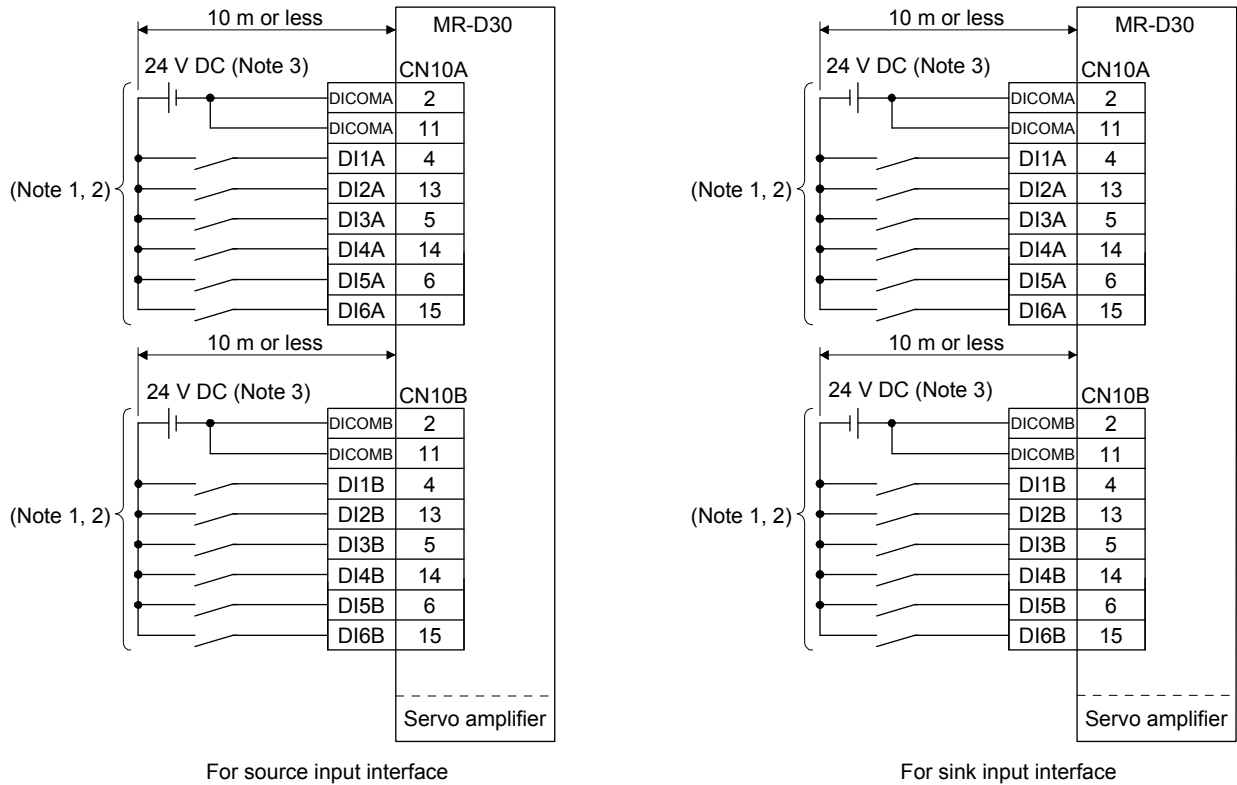 10 m or less
MR-D30
24 V DC (Note 3)
CN10A
DICOMA 2
DICOMA 11
DI1A 4
(Note 1, 2)
DI2A 13
DI3A 5
DI4A 14
DI5A 6
DI6A 15
10 m or less
24 V DC (Note 3)
CN10B
DICOMB 2
DICOMB 11
DI1B 4
(Note 1, 2)
DI2B 13
DI3B 5
DI4B 14
DI5B 6
DI6B 15
Servo amplifier
For source input interface
10 m or less
MR-D30
24 V DC (Note 3)
CN10A
DICOMA 2
DICOMA 11
DI1A 4
(Note 1, 2)
DI2A 13
DI3A 5
DI4A 14
DI5A 6
DI6A 15
10 m or less
24 V DC (Note 3)
CN10B
DICOMB 2
DICOMB 11
DI1B 4
(Note 1, 2)
DI2B 13
DI3B 5
DI4B 14
DI5B 6
DI6B 15
Servo amplifier
For sink input interface